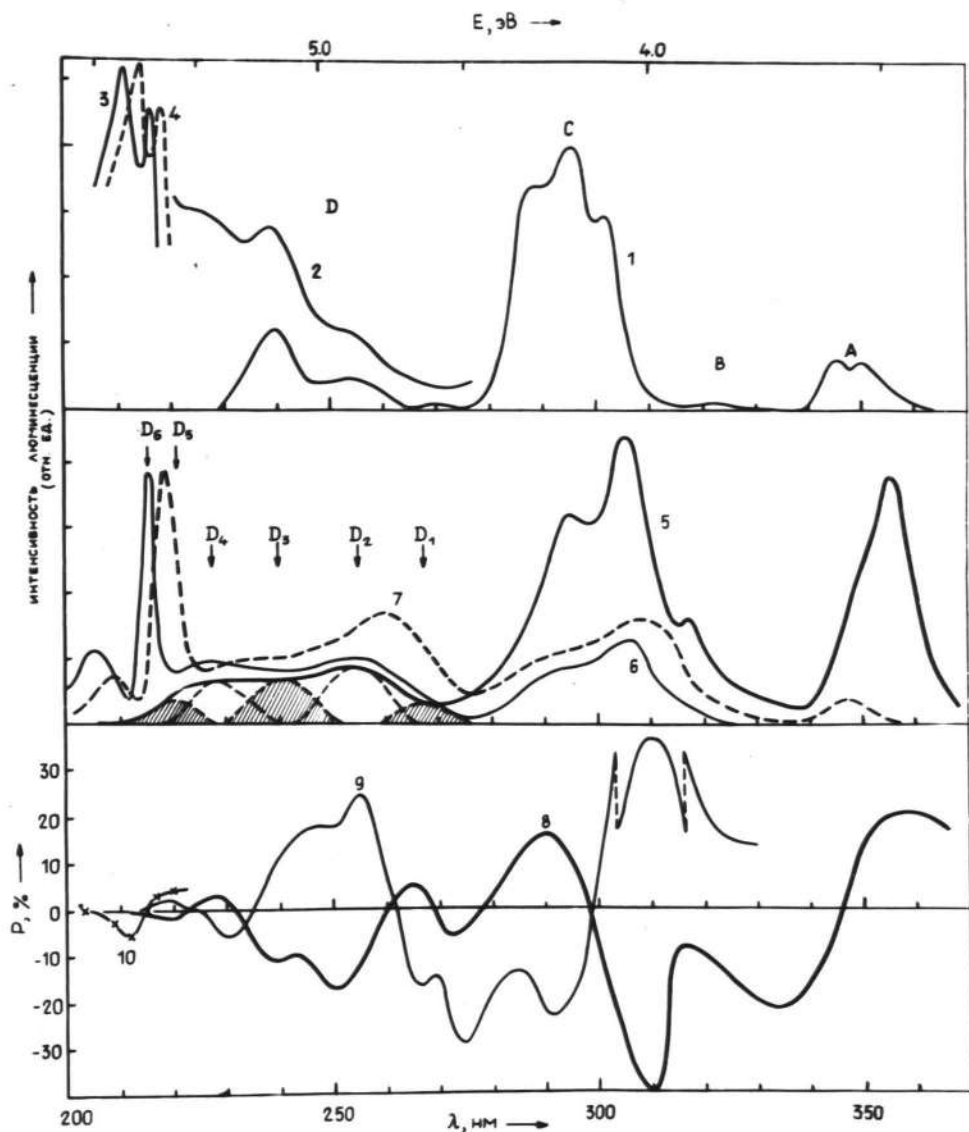 E, эВ
5.0 4.0
3 4
C
D
2 1
B A
ИНТЕНСИВНОСТЬ ЛЮМИНЕСЦЕНЦИИ
(ОТН. ЕД.)
D₆ D₅
D₄ D₃ D₂ D₁
5
7
6
30
20
10
0
-10
-20
-30
P, %
9 8
10
200 250 300 350
λ, нм